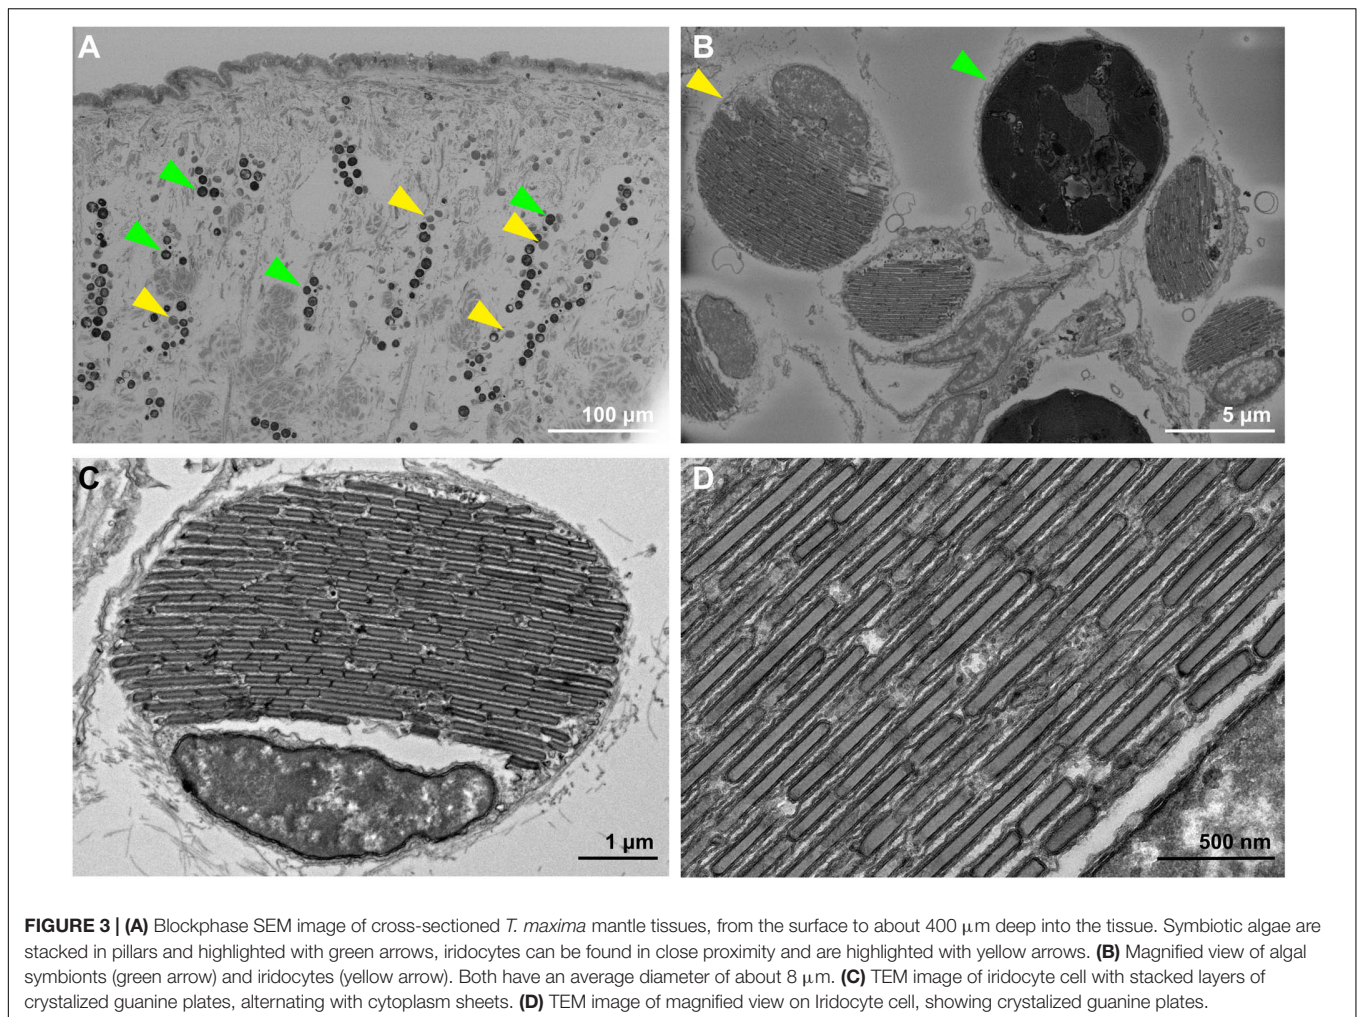 A
B
100 µm
5 µm
C
D
1 µm
500 nm
FIGURE 3 | (A) Blockphase SEM image of cross-sectioned T. maxima mantle tissues, from the surface to about 400 µm deep into the tissue. Symbiotic algae are
stacked in pillars and highlighted with green arrows, iridocytes can be found in close proximity and are highlighted with yellow arrows. (B) Magnified view of algal
symbionts (green arrow) and iridocytes (yellow arrow). Both have an average diameter of about 8 µm. (C) TEM image of iridocyte cell with stacked layers of
crystalized guanine plates, alternating with cytoplasm sheets. (D) TEM image of magnified view on Iridocyte cell, showing crystalized guanine plates.